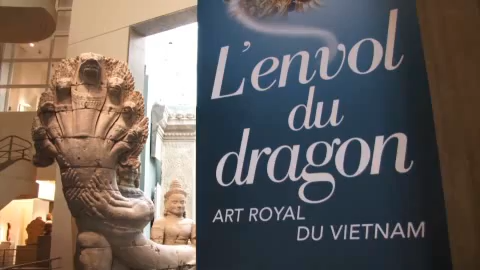 L'envol
du
dragon
ART ROYAL
DU VIETNAM